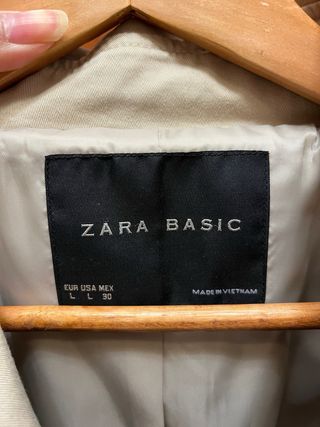 ZARA BASIC
EUR USA MEX
L L 30
MADE IN VIETNAM